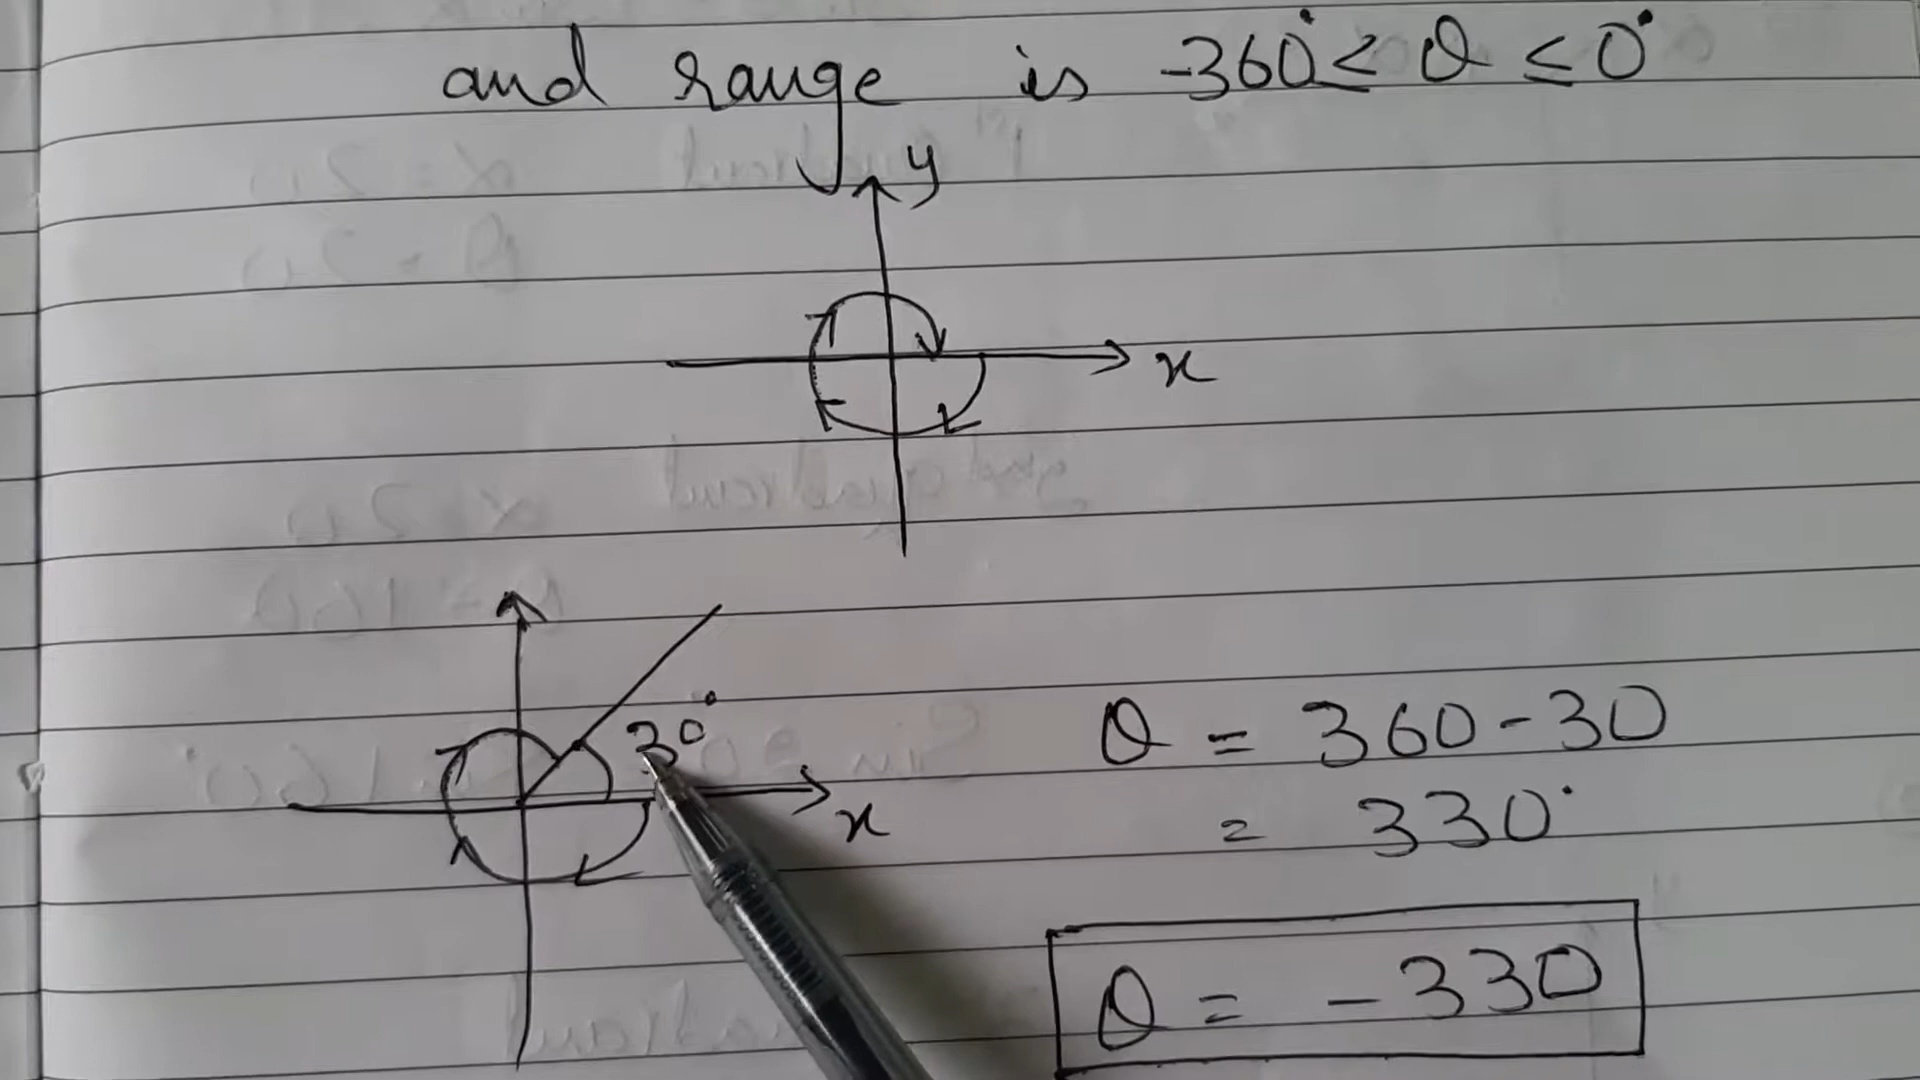 and range is -360° < θ ≤ 0°
y
x
30°
x
θ = 360-30
= 330°
θ = -330